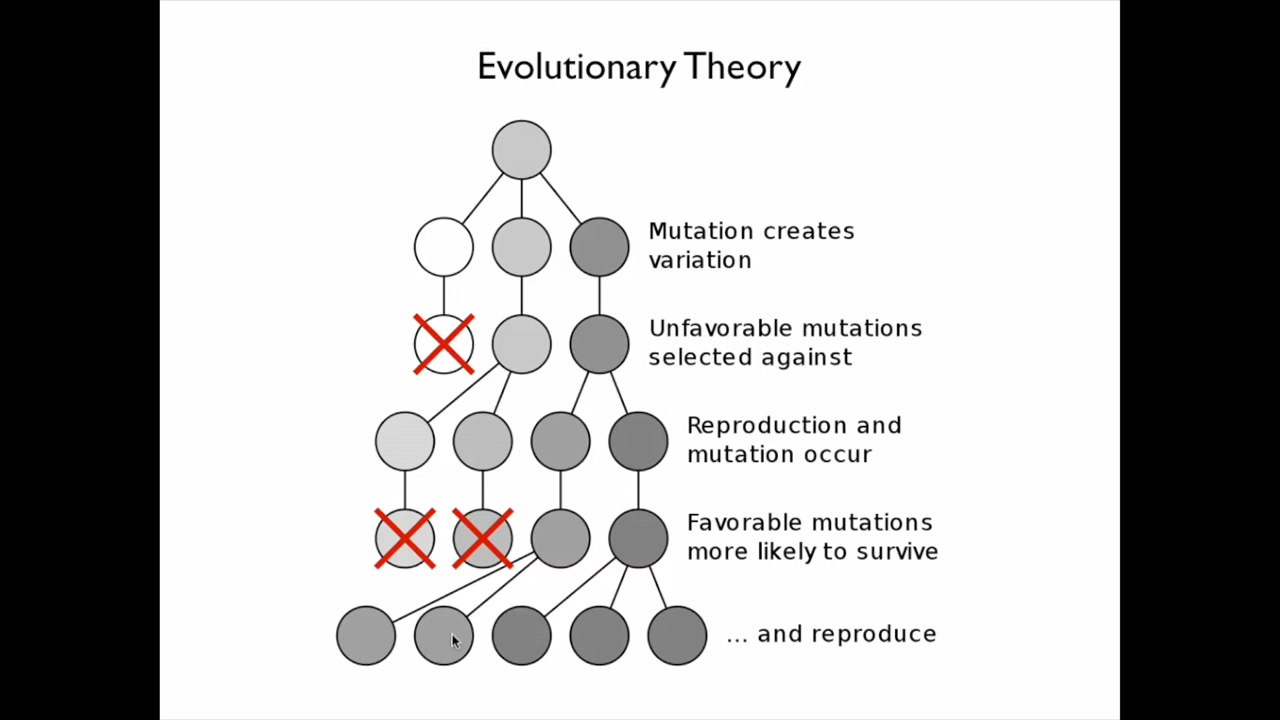 Evolutionary Theory
Mutation creates
variation
Unfavorable mutations
selected against
Reproduction and
mutation occur
Favorable mutations
more likely to survive
... and reproduce